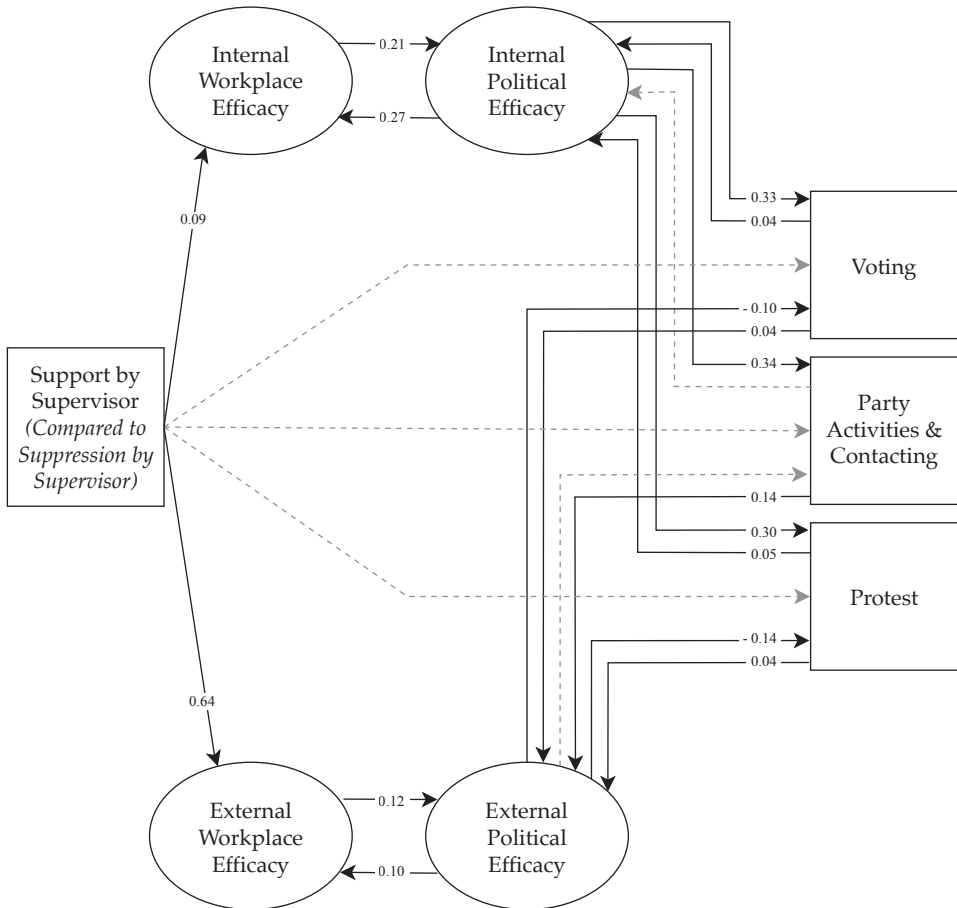 Internal
Workplace
Efficacy
0.21
0.27
Internal
Political
Efficacy
0.09
0.33
0.04
Voting
- 0.10
0.04
Support by
Supervisor
(Compared to
Suppression by
Supervisor)
0.34
Party
Activities &
Contacting
0.14
0.30
0.05
Protest
- 0.14
0.04
0.64
External
Workplace
Efficacy
0.12
0.10
External
Political
Efficacy